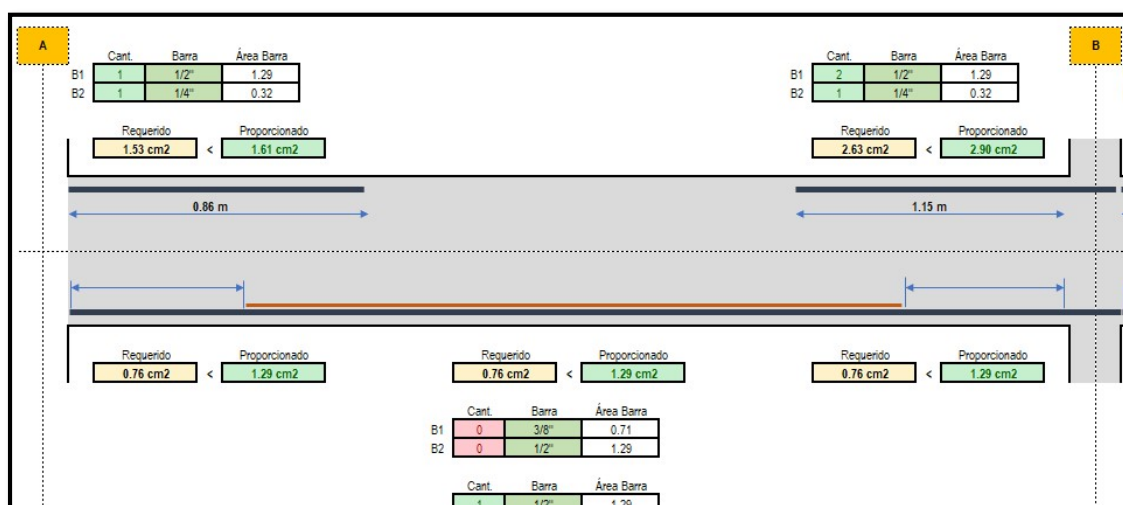 A B
Cant. Barra Área Barra Cant. Barra Área Barra
B1 1 1/2" 1.29 B1 2 1/2" 1.29
B2 1 1/4" 0.32 B2 1 1/4" 0.32
Requerido Proporcionado Requerido Proporcionado
1.53 cm2 < 1.61 cm2 2.63 cm2 < 2.90 cm2
0.86 m 1.15 m
Requerido Proporcionado Requerido Proporcionado Requerido Proporcionado
0.76 cm2 < 1.29 cm2 0.76 cm2 < 1.29 cm2 0.76 cm2 < 1.29 cm2
Cant. Barra Área Barra
B1 0 3/8" 0.71
B2 0 1/2" 1.29
Cant. Barra Área Barra
1 1/2" 1.29